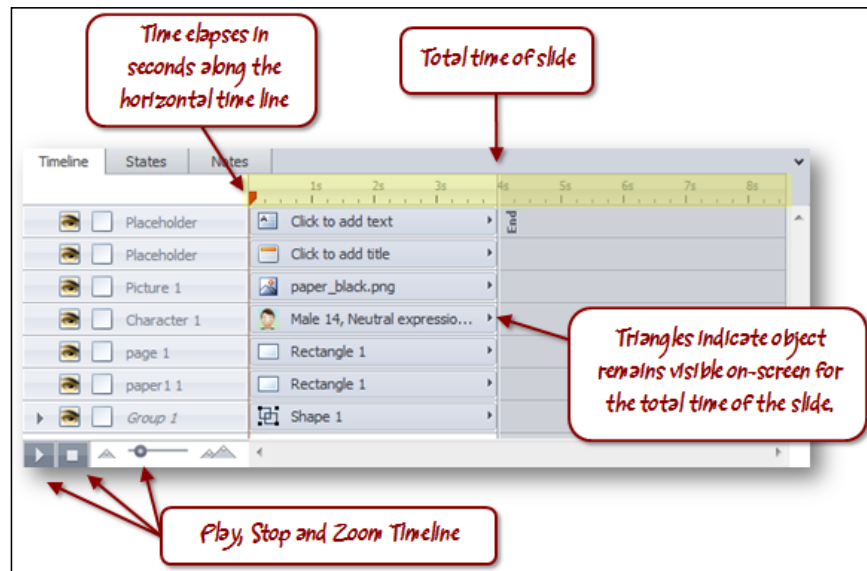 Time elapses in
seconds along the
horizontal time line
Total time of slide
Timeline States Notes
1s 2s 3s 4s 5s 6s 7s 8s
Placeholder Click to add text End
Placeholder Click to add title
Picture 1 paper_black.png
Character 1 Male 14, Neutral expressio...
page 1 Rectangle 1
paper1 1 Rectangle 1
Group 1 Shape 1
Triangles indicate object
remains visible on-screen for
the total time of the slide.
Play, Stop and Zoom Timeline